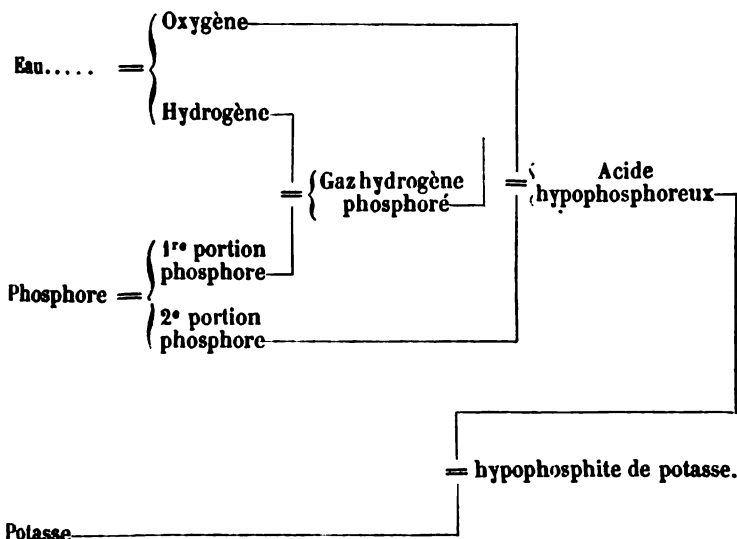 Oxygène
Eau..... =
Hydrogène
Gaz hydrogène
phosphoré
=
= Acide
hypophosphoreux
1re portion
phosphore
Phosphore =
2e portion
phosphore
= hypophosphite de potasse.
Potasse